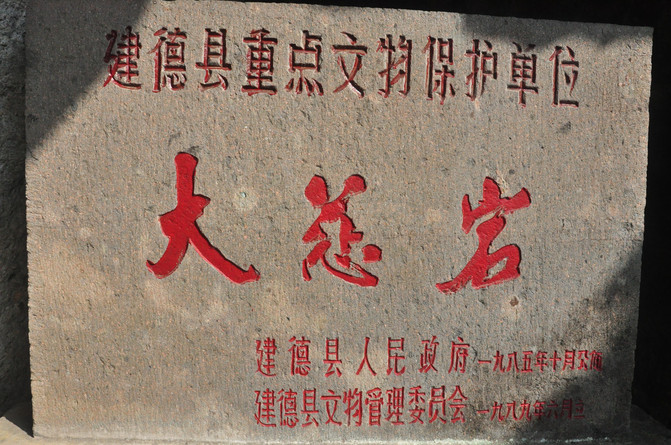 建德县重点文物保护单位
大慈岩
建德县人民政府 一九八五年十月公佈
建德县文物管理委员会 一九八九年六月立